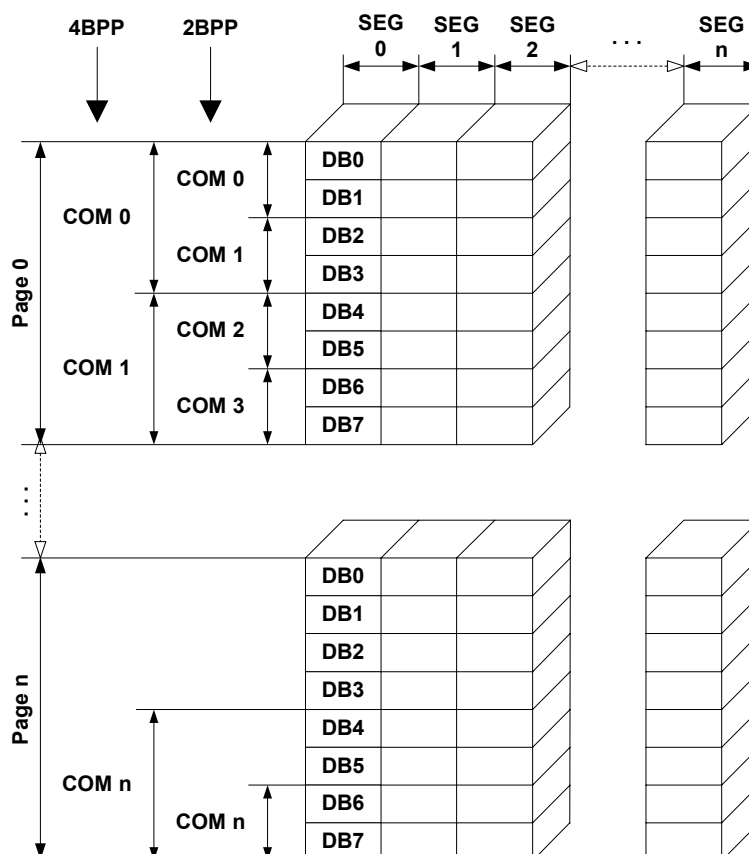 4BPP 2BPP SEG 0 SEG 1 SEG 2 . . . SEG n
Page 0
COM 0
COM 1
COM 0
COM 1
COM 2
COM 3
DB0
DB1
DB2
DB3
DB4
DB5
DB6
DB7
. . .
Page n
COM n
COM n
DB0
DB1
DB2
DB3
DB4
DB5
DB6
DB7